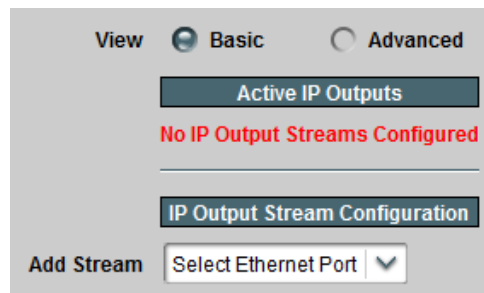 View Basic Advanced
Active IP Outputs
No IP Output Streams Configured
IP Output Stream Configuration
Add Stream Select Ethernet Port